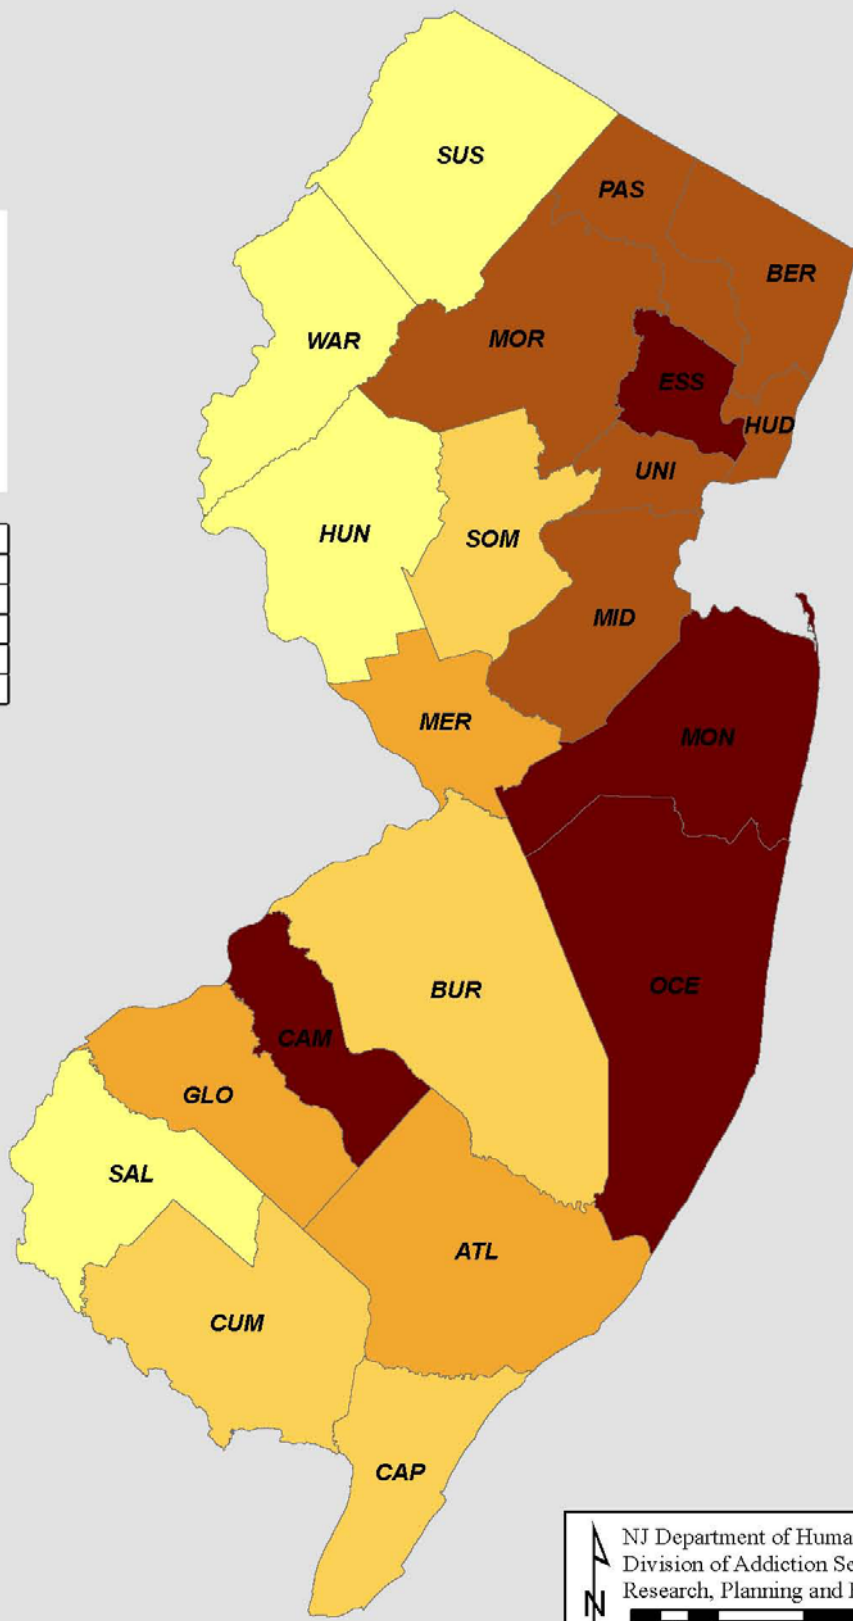 SUS
PAS
BER
WAR
MOR
ESS
HUD
UNI
HUN
SOM
MID
MER
MON
BUR
OCE
CAM
GLO
SAL
ATL
CUM
CAP
NJ Department of Huma
Division of Addiction Se
Research, Planning and
N